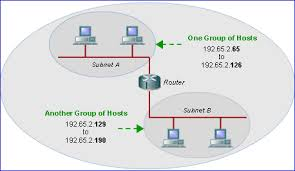 One Group of Hosts
192.65.2.65
to
192.65.2.126
Subnet A
Router
Another Group of Hosts
192.65.2.129
to
192.65.2.190
Subnet B